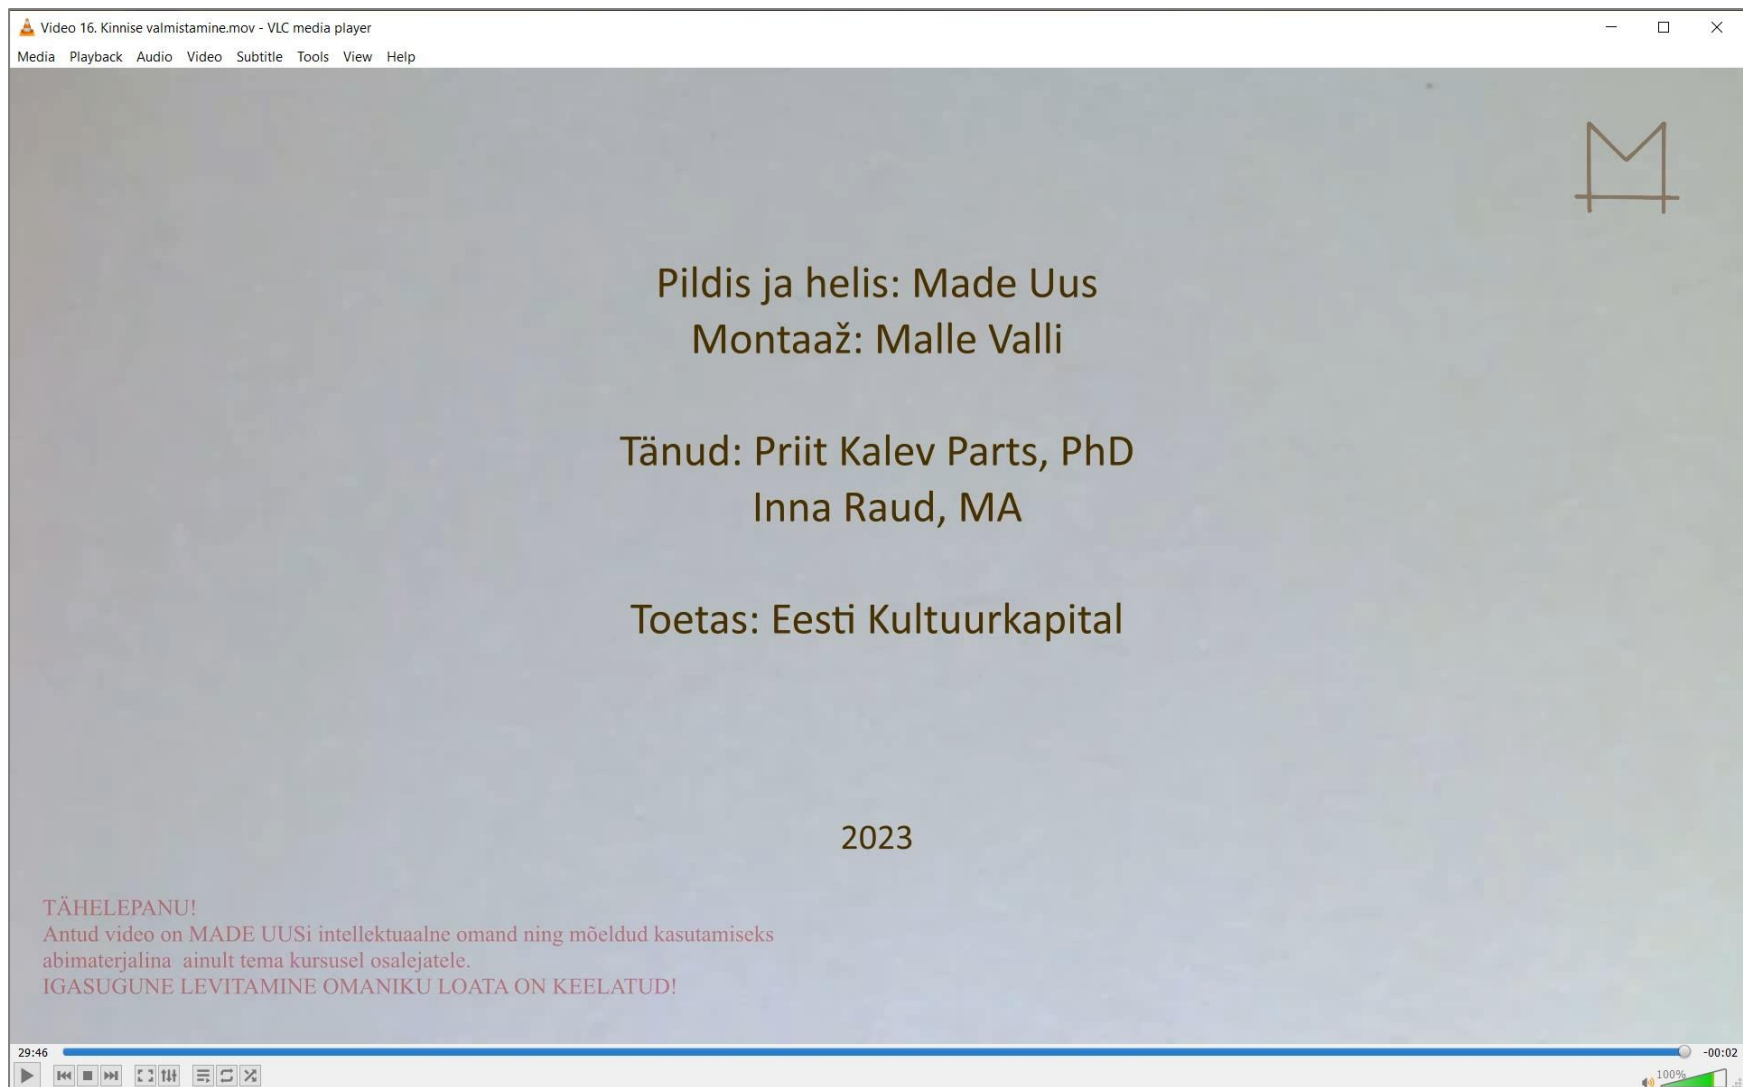 Video 16. Kinnise valmistamine.mov - VLC media player
Media Playback Audio Video Subtitle Tools View Help
Pildis ja helis: Made Uus
Montaaž: Malle Valli
Tänud: Priit Kalev Parts, PhD
Inna Raud, MA
Toetas: Eesti Kultuurkapital
2023
TÄHELEPANU!
Antud video on MADE UUSi intellektuaalne omand ning mõeldud kasutamiseks
abimaterjalina ainult tema kursusel osalejatele.
IGASUGUNE LEVITAMINE OMANIKU LOATA ON KEELATUD!
29:46 -00:02
100%